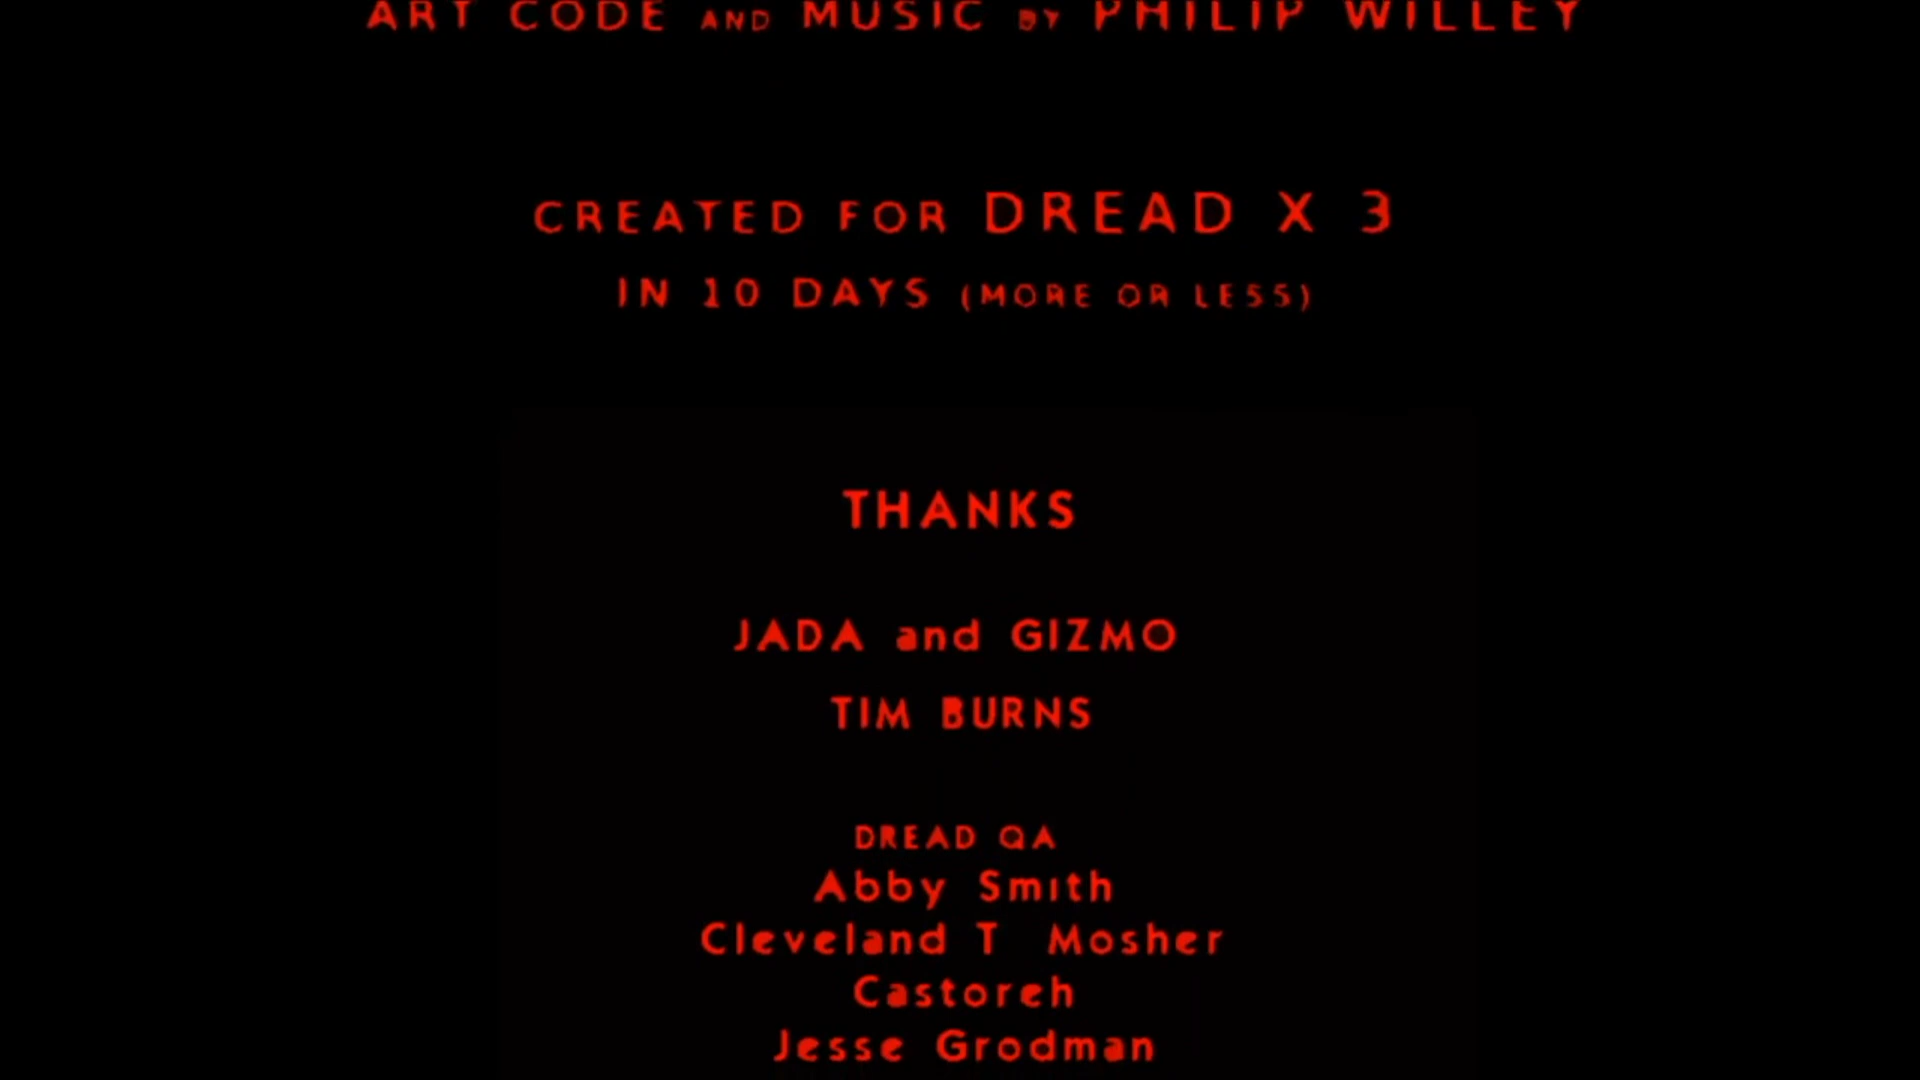 ART CODE AND MUSIC BY PHILIP WILLEY
CREATED FOR DREAD X 3
IN 10 DAYS (MORE OR LESS)
THANKS
JADA and GIZMO
TIM BURNS
DREAD QA
Abby Smith
Cleveland T Mosher
Castoreh
Jesse Grodman